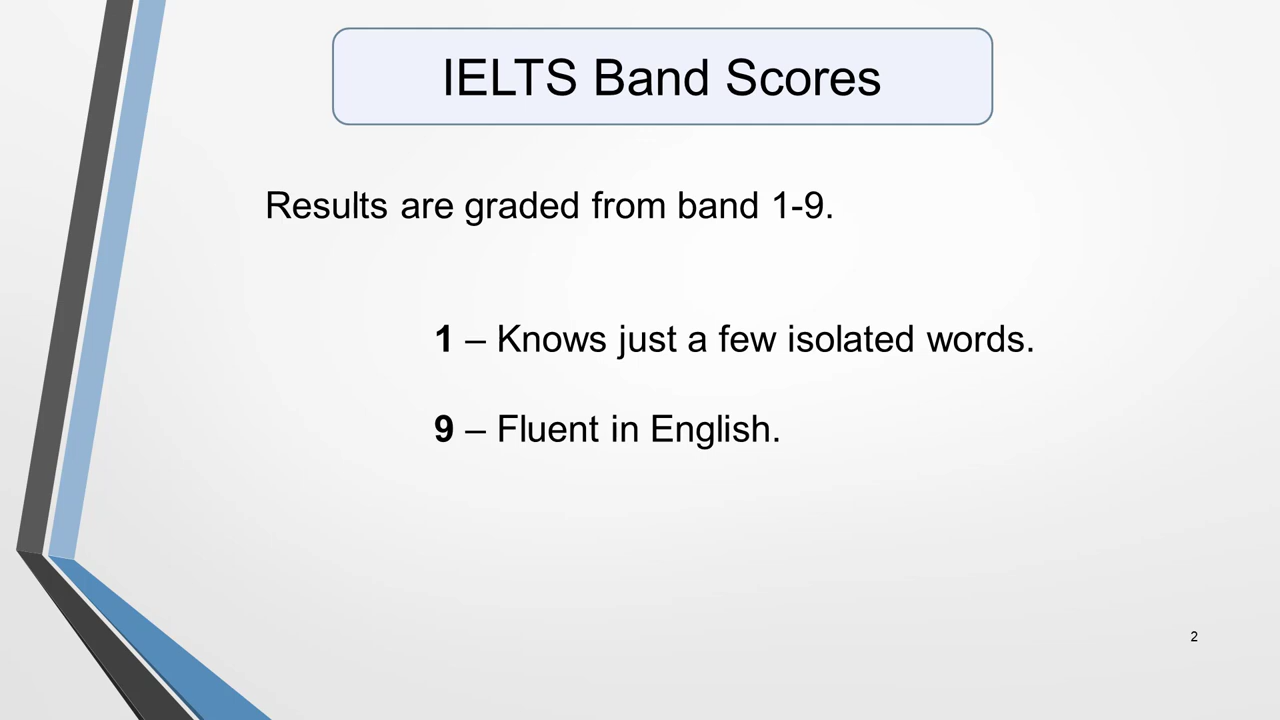 IELTS Band Scores
Results are graded from band 1-9.
1 – Knows just a few isolated words.
9 – Fluent in English.
2